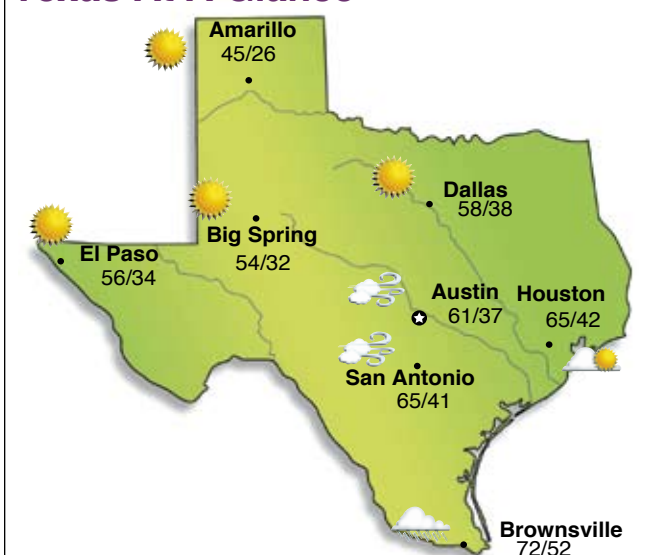 Amarillo
45/26
Dallas
58/38
Big Spring
54/32
El Paso
56/34
Austin
61/37
Houston
65/42
San Antonio
65/41
Brownsville
72/52